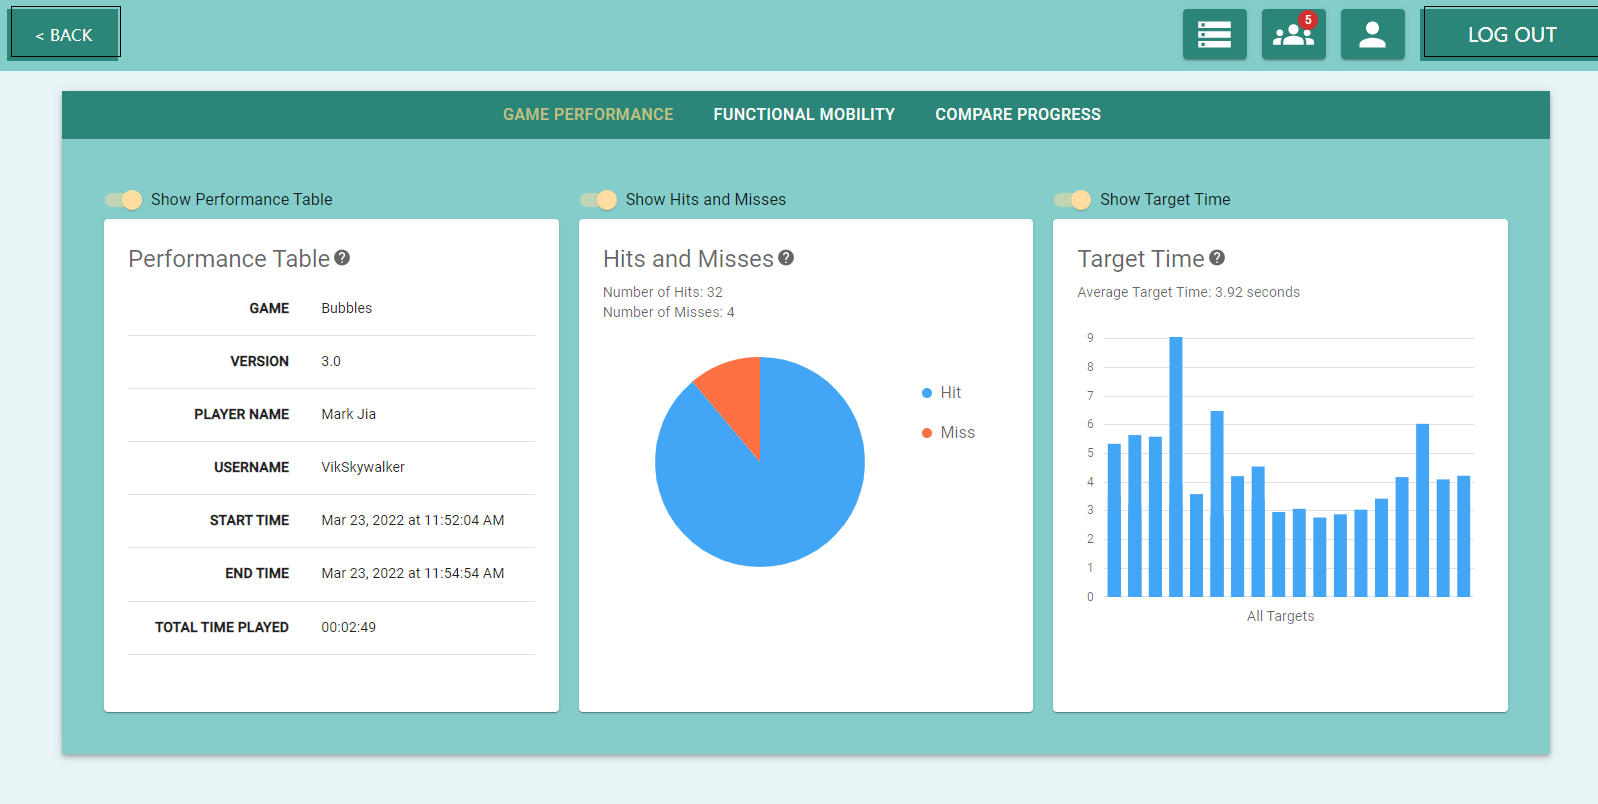 < BACK
5
LOG OUT
GAME PERFORMANCE
FUNCTIONAL MOBILITY
COMPARE PROGRESS
Show Performance Table
Performance Table ?
GAME Bubbles
VERSION 3.0
PLAYER NAME Mark Jia
USERNAME VikSkywalker
START TIME Mar 23, 2022 at 11:52:04 AM
END TIME Mar 23, 2022 at 11:54:54 AM
TOTAL TIME PLAYED 00:02:49
Show Hits and Misses
Hits and Misses ?
Number of Hits: 32
Number of Misses: 4
Hit
Miss
Show Target Time
Target Time ?
Average Target Time: 3.92 seconds
9
8
7
6
5
4
3
2
1
0
All Targets